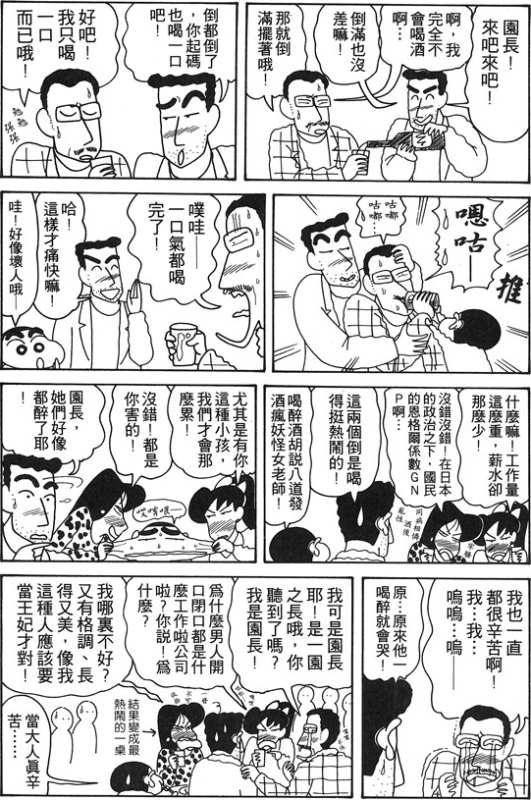 園長！
來吧來吧！
啊，我
完全不
會喝酒
啊…
倒滿也沒
差嘛！
那就倒
滿擺著哦！
倒都倒了
，你起碼
也喝一口
吧！
好吧！
我只喝
一口
而已哦！
嗯咕
推
咕嘟
咕嘟…
噗哇——
一口氣都喝
完了！
哈！
這樣才痛快嘛！
哇！好像壞人哦
什麼嘛！工作量
這麼重，薪水卻
那麼少！
沒錯沒錯！在日本
的政治之下，國民
的恩格爾係數GN
P啊…
這兩個倒是喝
得挺熱鬧的！
喝醉酒胡說八道發
酒瘋妖怪女老師！
尤其是有你
這種小孩，
我們才會那
麼累！
沒錯！都是
你害的！
園長，
她們好像
都醉了耶
！
我也一直
都很辛苦啊！
我…我…
嗚嗚…嗚——
原…原來他一
喝醉就會哭！
我可是園長
耶！是一園
之長哦，你
聽到了嗎？
我是園長！
為什麼男人開
口閉口都是什
麼工作啦公司
啦？你說！為
什麼？
結果變成最
熱鬧的一桌
我哪裏不好？
又有格調、長
得又美，像我
這種人應該要
當王妃才對！
當大人真辛
苦……